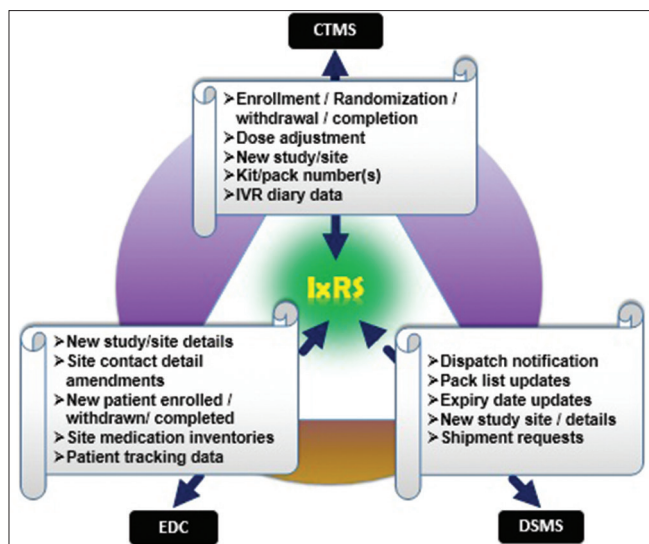 CTMS
➢Enrollment / Randomization /
withdrawal / completion
➢Dose adjustment
➢New study/site
➢Kit/pack number(s)
➢IVR diary data
IxRS
➢New study/site details
➢Site contact detail
amendments
➢New patient enrolled /
withdrawn/ completed
➢Site medication inventories
➢Patient tracking data
➢Dispatch notification
➢Pack list updates
➢Expiry date updates
➢New study site / details
➢Shipment requests
EDC
DSMS